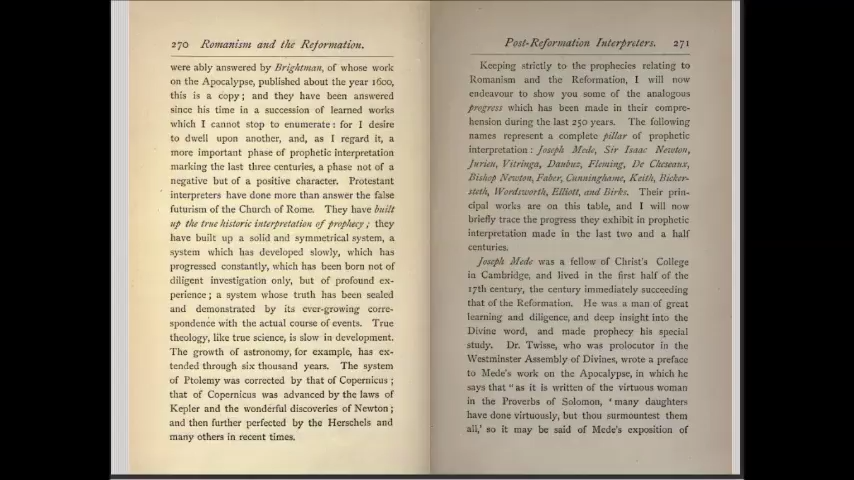 270 Romanism and the Reformation.
were ably answered by Brightman, of whose work
on the Apocalypse, published about the year 1600,
this is a copy; and they have been answered
since his time in a succession of learned works
which I cannot stop to enumerate: for I desire
to dwell upon another, and, as I regard it, a
more important phase of prophetic interpretation
marking the last three centuries, a phase not of a
negative but of a positive character. Protestant
interpreters have done more than answer the false
futurism of the Church of Rome. They have built
up the true historic interpretation of prophecy; they
have built up a solid and symmetrical system, a
system which has developed slowly, which has
progressed constantly, which has been born not of
diligent investigation only, but of profound ex-
perience; a system whose truth has been sealed
and demonstrated by its ever-growing corre-
spondence with the actual course of events. True
theology, like true science, is slow in development.
The growth of astronomy, for example, has ex-
tended through six thousand years. The system
of Ptolemy was corrected by that of Copernicus;
that of Copernicus was advanced by the laws of
Kepler and the wonderful discoveries of Newton;
and then further perfected by the Herschels and
many others in recent times.
Post-Reformation Interpreters. 271
Keeping strictly to the prophecies relating to
Romanism and the Reformation, I will now
endeavour to show you some of the analogous
progress which has been made in their compre-
hension during the last 250 years. The following
names represent a complete pillar of prophetic
interpretation: Joseph Mede, Sir Isaac Newton,
Jurieu, Vitringa, Daubuz, Fleming, De Cheseaus,
Bishop Newton, Faber, Cunninghame, Keith, Bicker-
steth, Wordsworth, Elliott, and Birks. Their prin-
cipal works are on this table, and I will now
briefly trace the progress they exhibit in prophetic
interpretation made in the last two and a half
centuries.
Joseph Mede was a fellow of Christ's College
in Cambridge, and lived in the first half of the
17th century, the century immediately succeeding
that of the Reformation. He was a man of great
learning and diligence, and deep insight into the
Divine word, and made prophecy his special
study. Dr. Twisse, who was prolocutor in the
Westminster Assembly of Divines, wrote a preface
to Mede's work on the Apocalypse, in which he
says that "as it is written of the virtuous woman
in the Proverbs of Solomon, 'many daughters
have done virtuously, but thou surmountest them
all,' so it may be said of Mede's exposition of